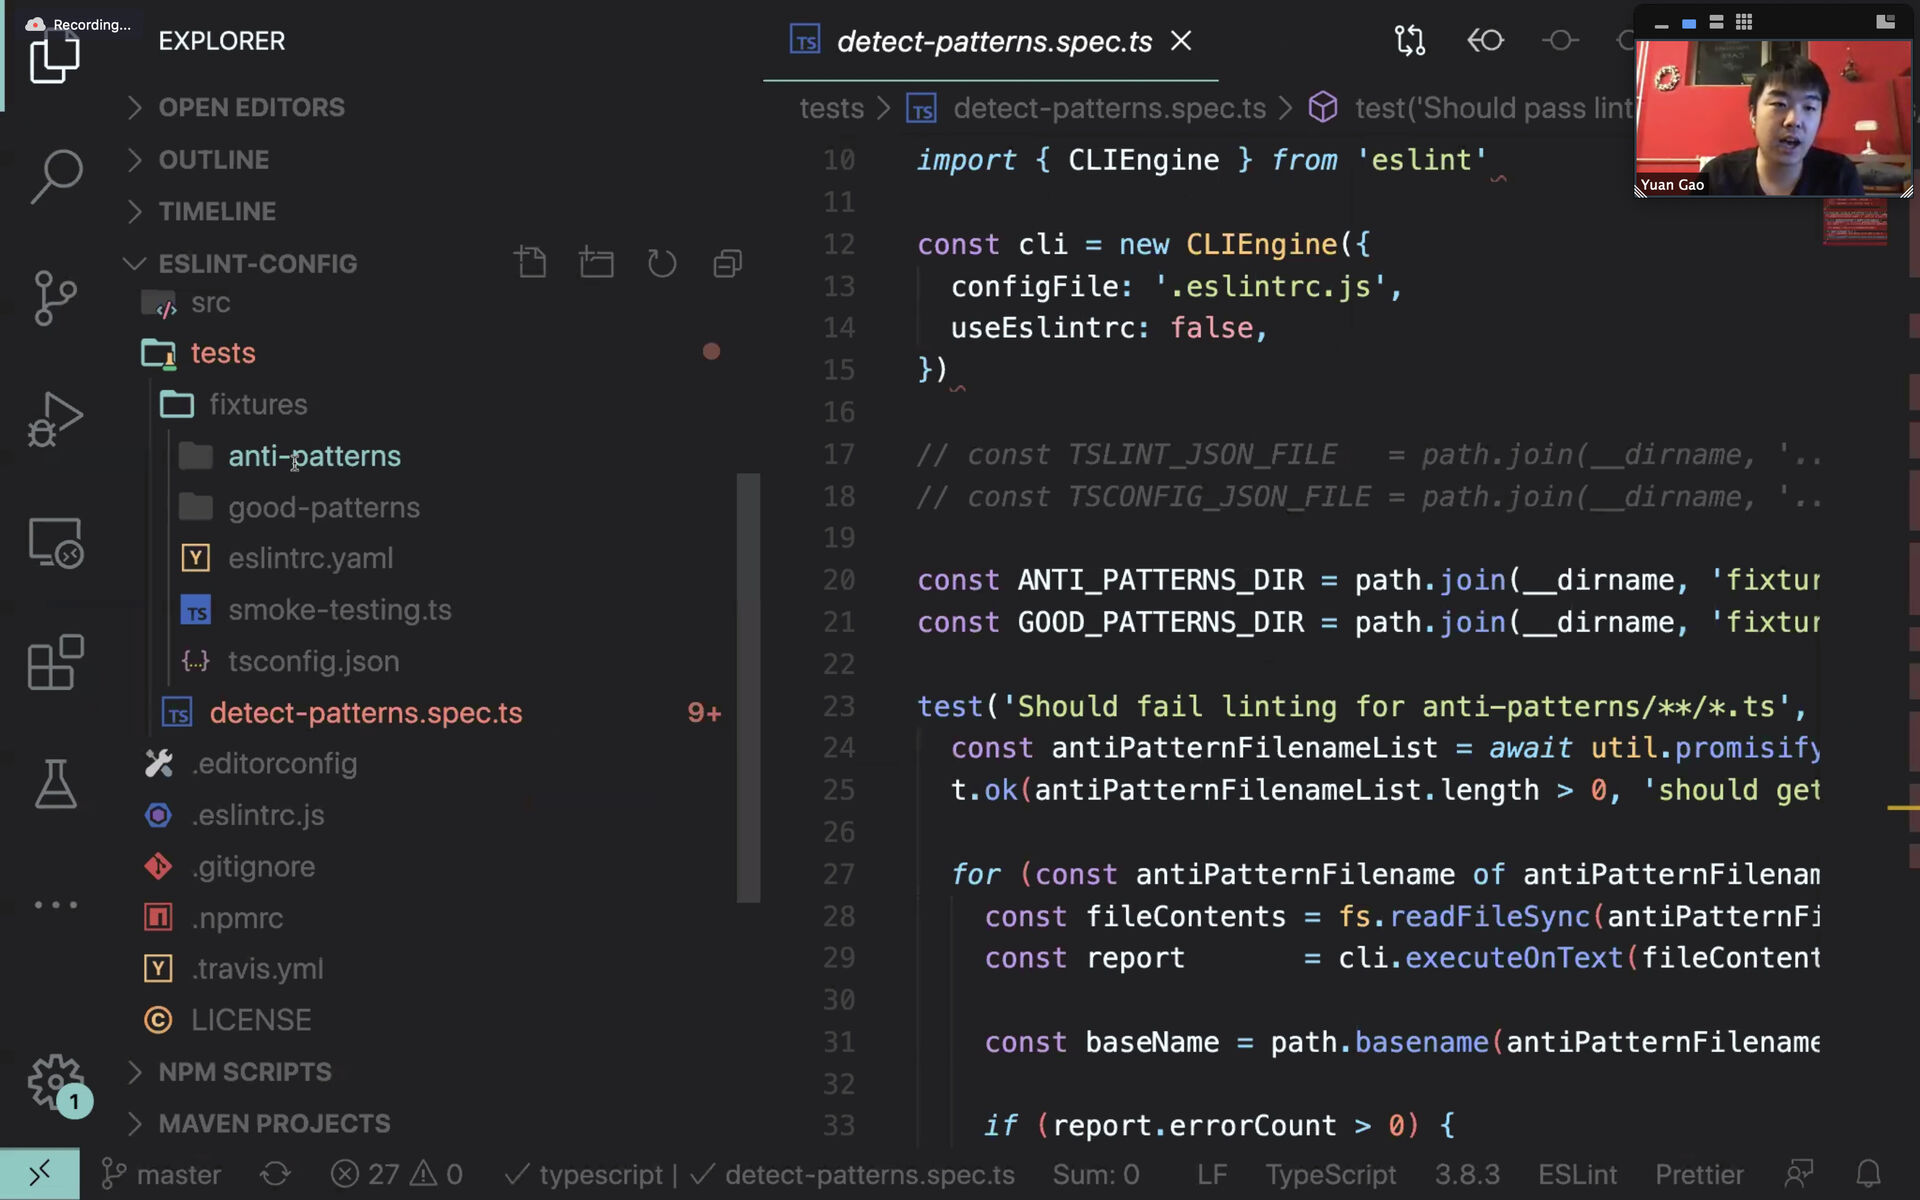 Recording...
EXPLORER
OPEN EDITORS
OUTLINE
TIMELINE
ESLINT-CONFIG
src
tests
fixtures
anti-patterns
good-patterns
Y eslintrc.yaml
TS smoke-testing.ts
{...} tsconfig.json
TS detect-patterns.spec.ts 9+
.editorconfig
.eslintrc.js
.gitignore
.npmrc
Y .travis.yml
LICENSE
NPM SCRIPTS
MAVEN PROJECTS
1
TS detect-patterns.spec.ts
tests > TS detect-patterns.spec.ts > test('Should pass lint
Yuan Gao
10 import { CLIEngine } from 'eslint'
11
12 const cli = new CLIEngine({
13 configFile: '.eslintrc.js',
14 useEslintrc: false,
15 })
16
17 // const TSLINT_JSON_FILE = path.join(__dirname, '..
18 // const TSCONFIG_JSON_FILE = path.join(__dirname, '..
19
20 const ANTI_PATTERNS_DIR = path.join(__dirname, 'fixtur
21 const GOOD_PATTERNS_DIR = path.join(__dirname, 'fixtur
22
23 test('Should fail linting for anti-patterns/**/*.ts',
24 const antiPatternFilenameList = await util.promisify
25 t.ok(antiPatternFilenameList.length > 0, 'should get
26
27 for (const antiPatternFilename of antiPatternFilenam
28 const fileContents = fs.readFileSync(antiPatternFi
29 const report = cli.executeOnText(fileContent
30
31 const baseName = path.basename(antiPatternFilename
32
33 if (report.errorCount > 0) {
master 27 0 typescript | detect-patterns.spec.ts Sum: 0 LF TypeScript 3.8.3 ESLint Prettier